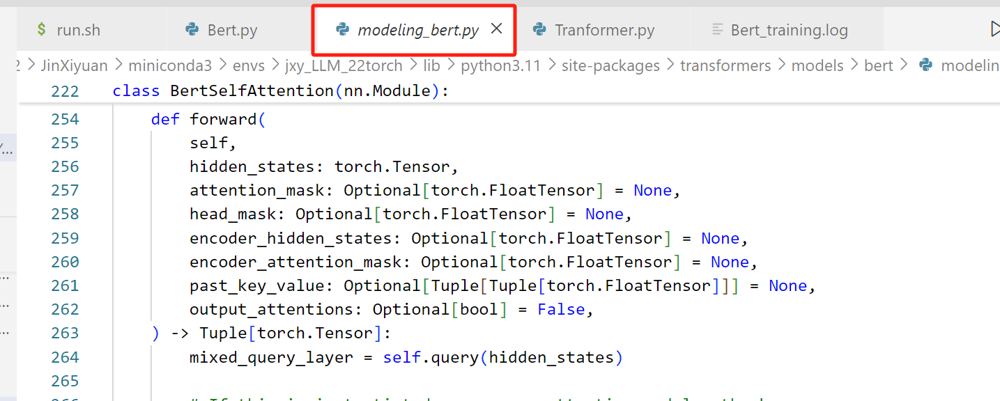 $ run.sh Bert.py modeling_bert.py Tranformer.py Bert_training.log
JinXiyuan > miniconda3 > envs > jxy_LLM_22torch > lib > python3.11 > site-packages > transformers > models > bert > modelin
222 class BertSelfAttention(nn.Module):
254 def forward(
255 self,
256 hidden_states: torch.Tensor,
257 attention_mask: Optional[torch.FloatTensor] = None,
258 head_mask: Optional[torch.FloatTensor] = None,
259 encoder_hidden_states: Optional[torch.FloatTensor] = None,
260 encoder_attention_mask: Optional[torch.FloatTensor] = None,
261 past_key_value: Optional[Tuple[Tuple[torch.FloatTensor]]] = None,
262 output_attentions: Optional[bool] = False,
263 ) -> Tuple[torch.Tensor]:
264 mixed_query_layer = self.query(hidden_states)
265